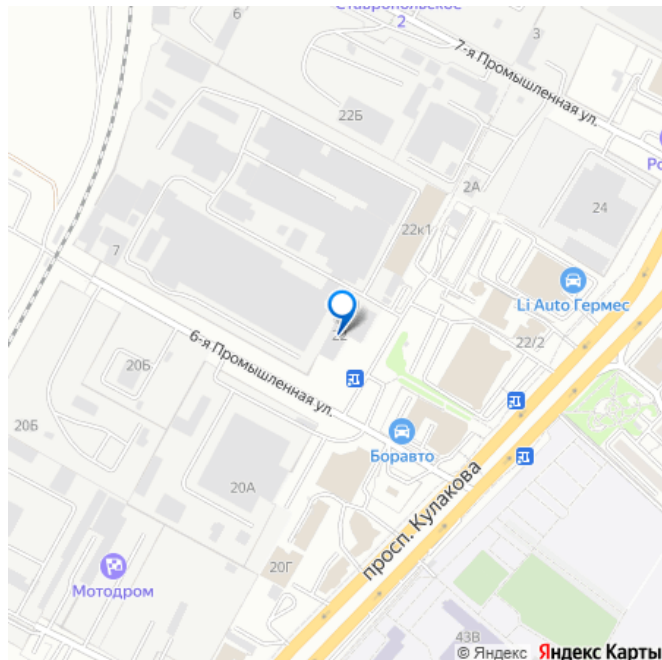 Ставропольское
2
6
3
7-я Промышленная ул.
22Б
Ро
2А
24
22к1
7
Li Auto Гермес
22
22/2
6-я Промышленная ул.
20Б
20Б
Боравто
20А
просп. Кулакова
20Г
Мотодром
43В
© Яндекс Яндекс Карты